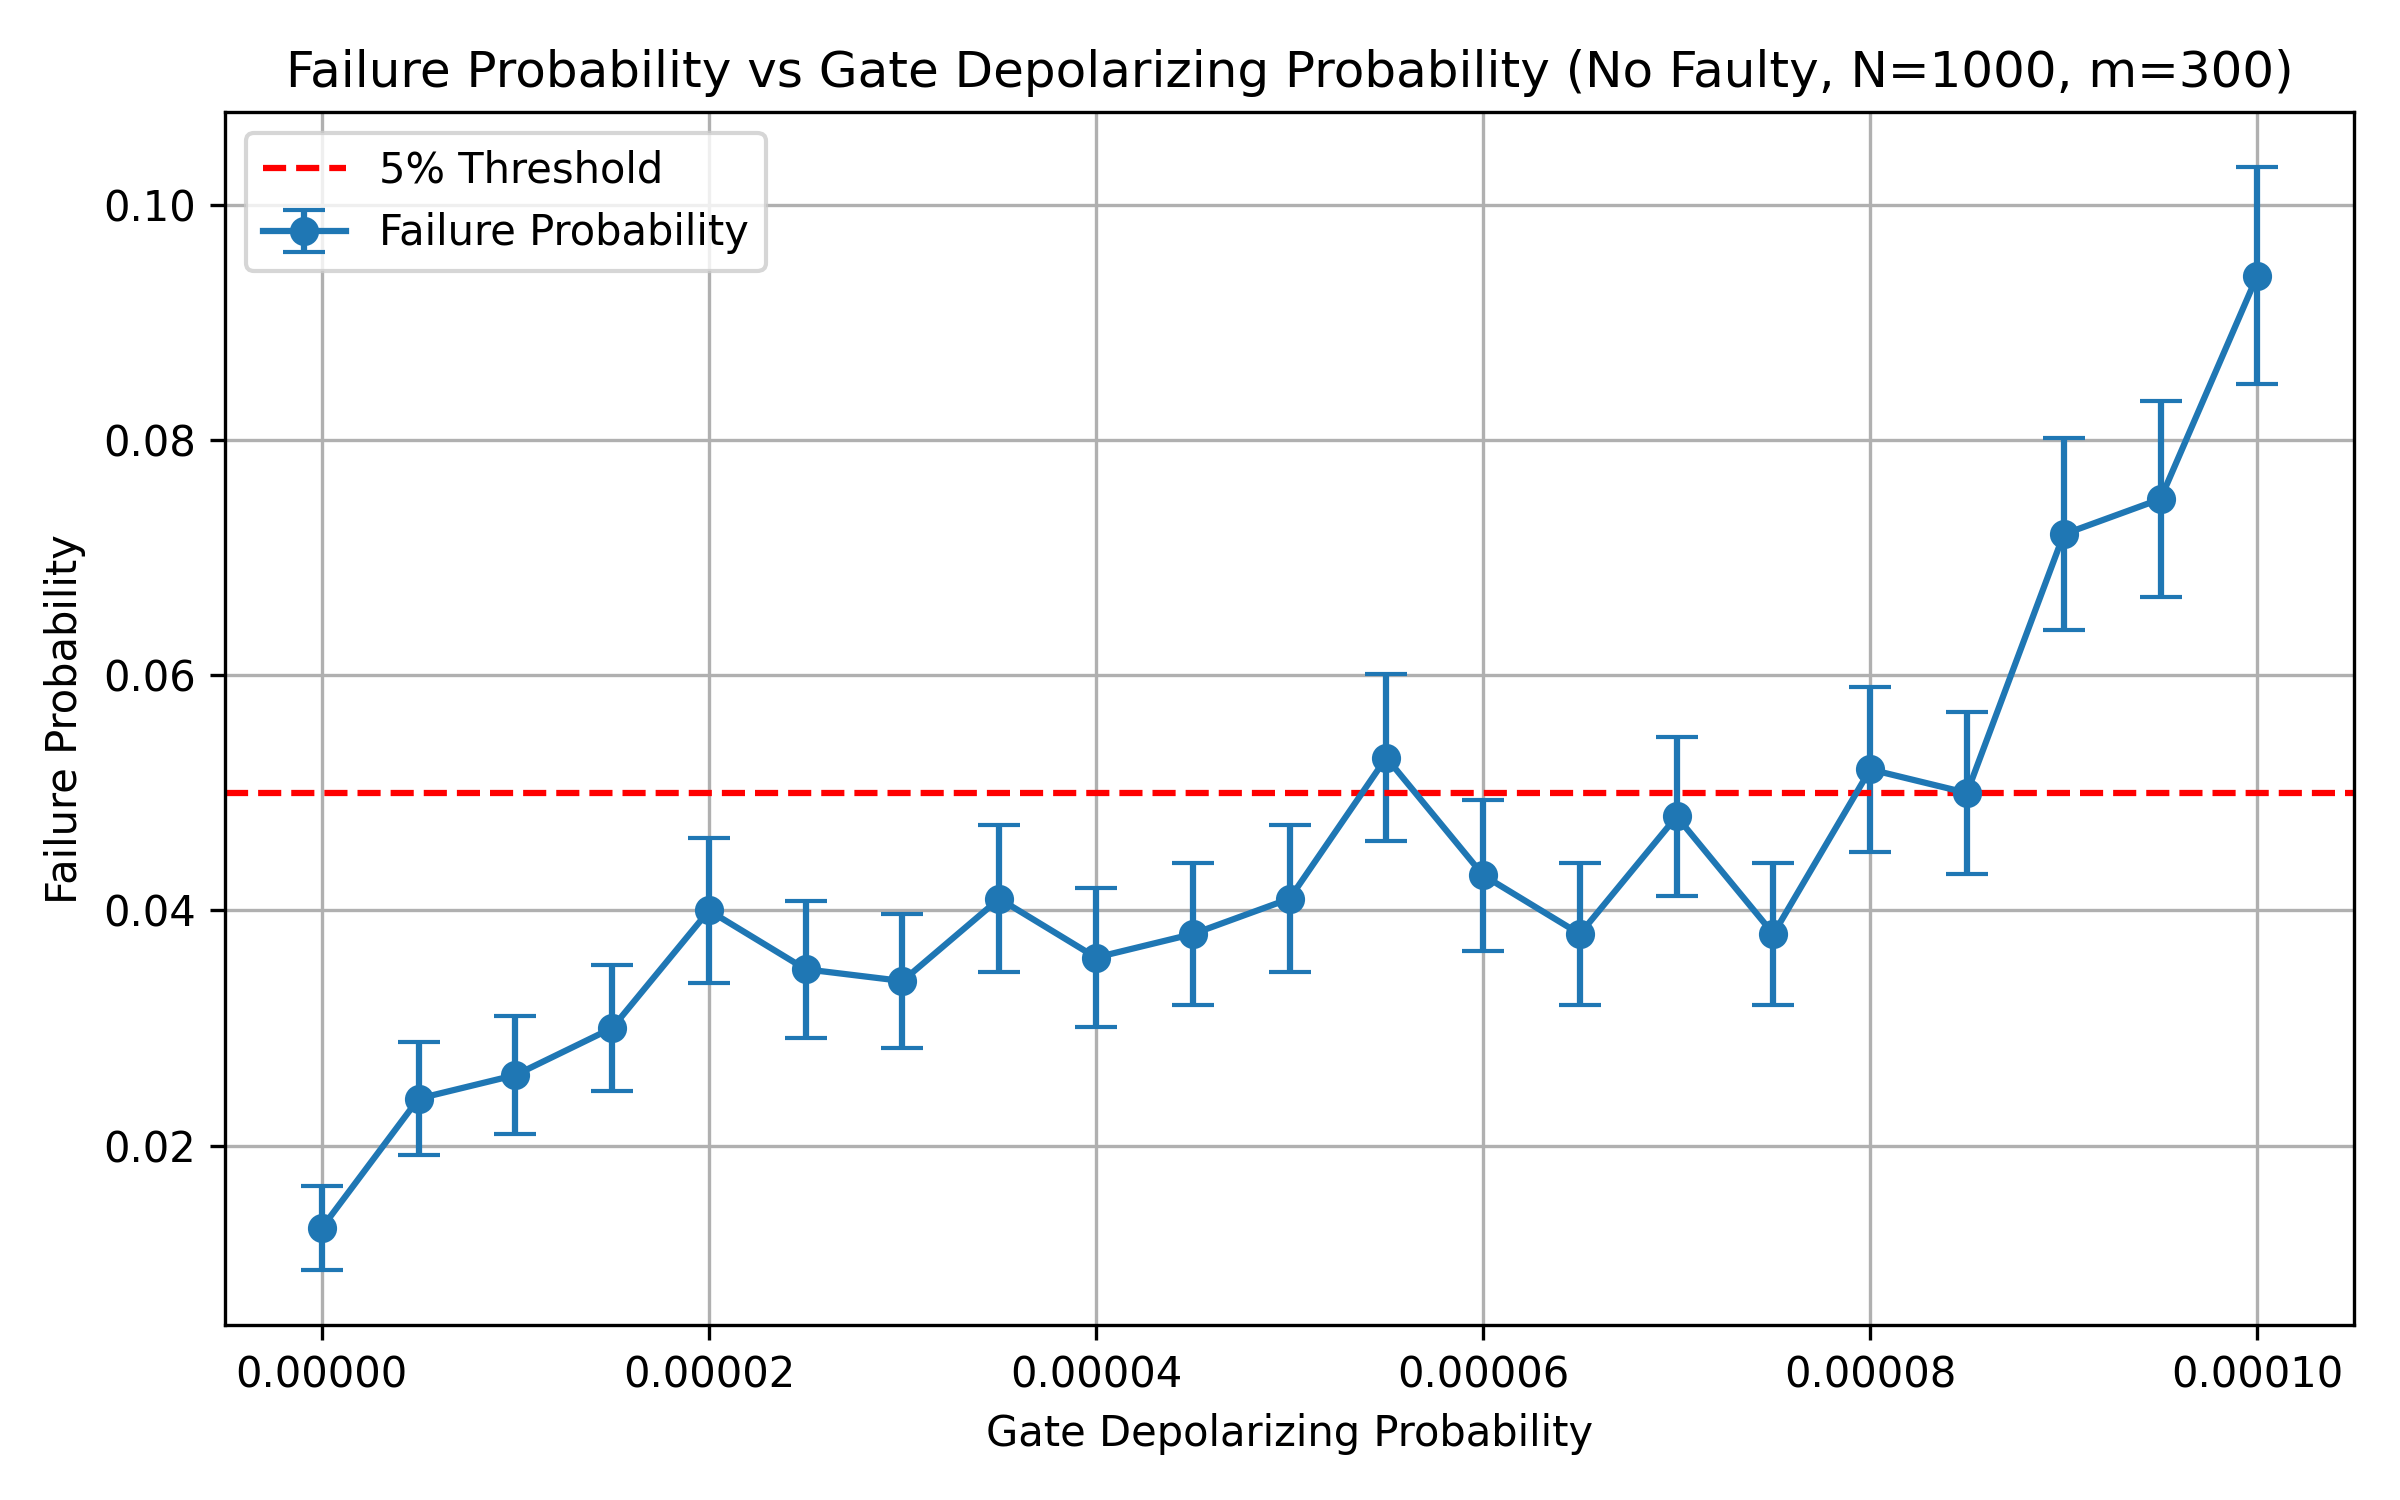 Failure Probability vs Gate Depolarizing Probability (No Faulty, N=1000, m=300)
5% Threshold
Failure Probability
0.10
0.08
0.06
0.04
0.02
Failure Probability
0.00000 0.00002 0.00004 0.00006 0.00008 0.00010
Gate Depolarizing Probability